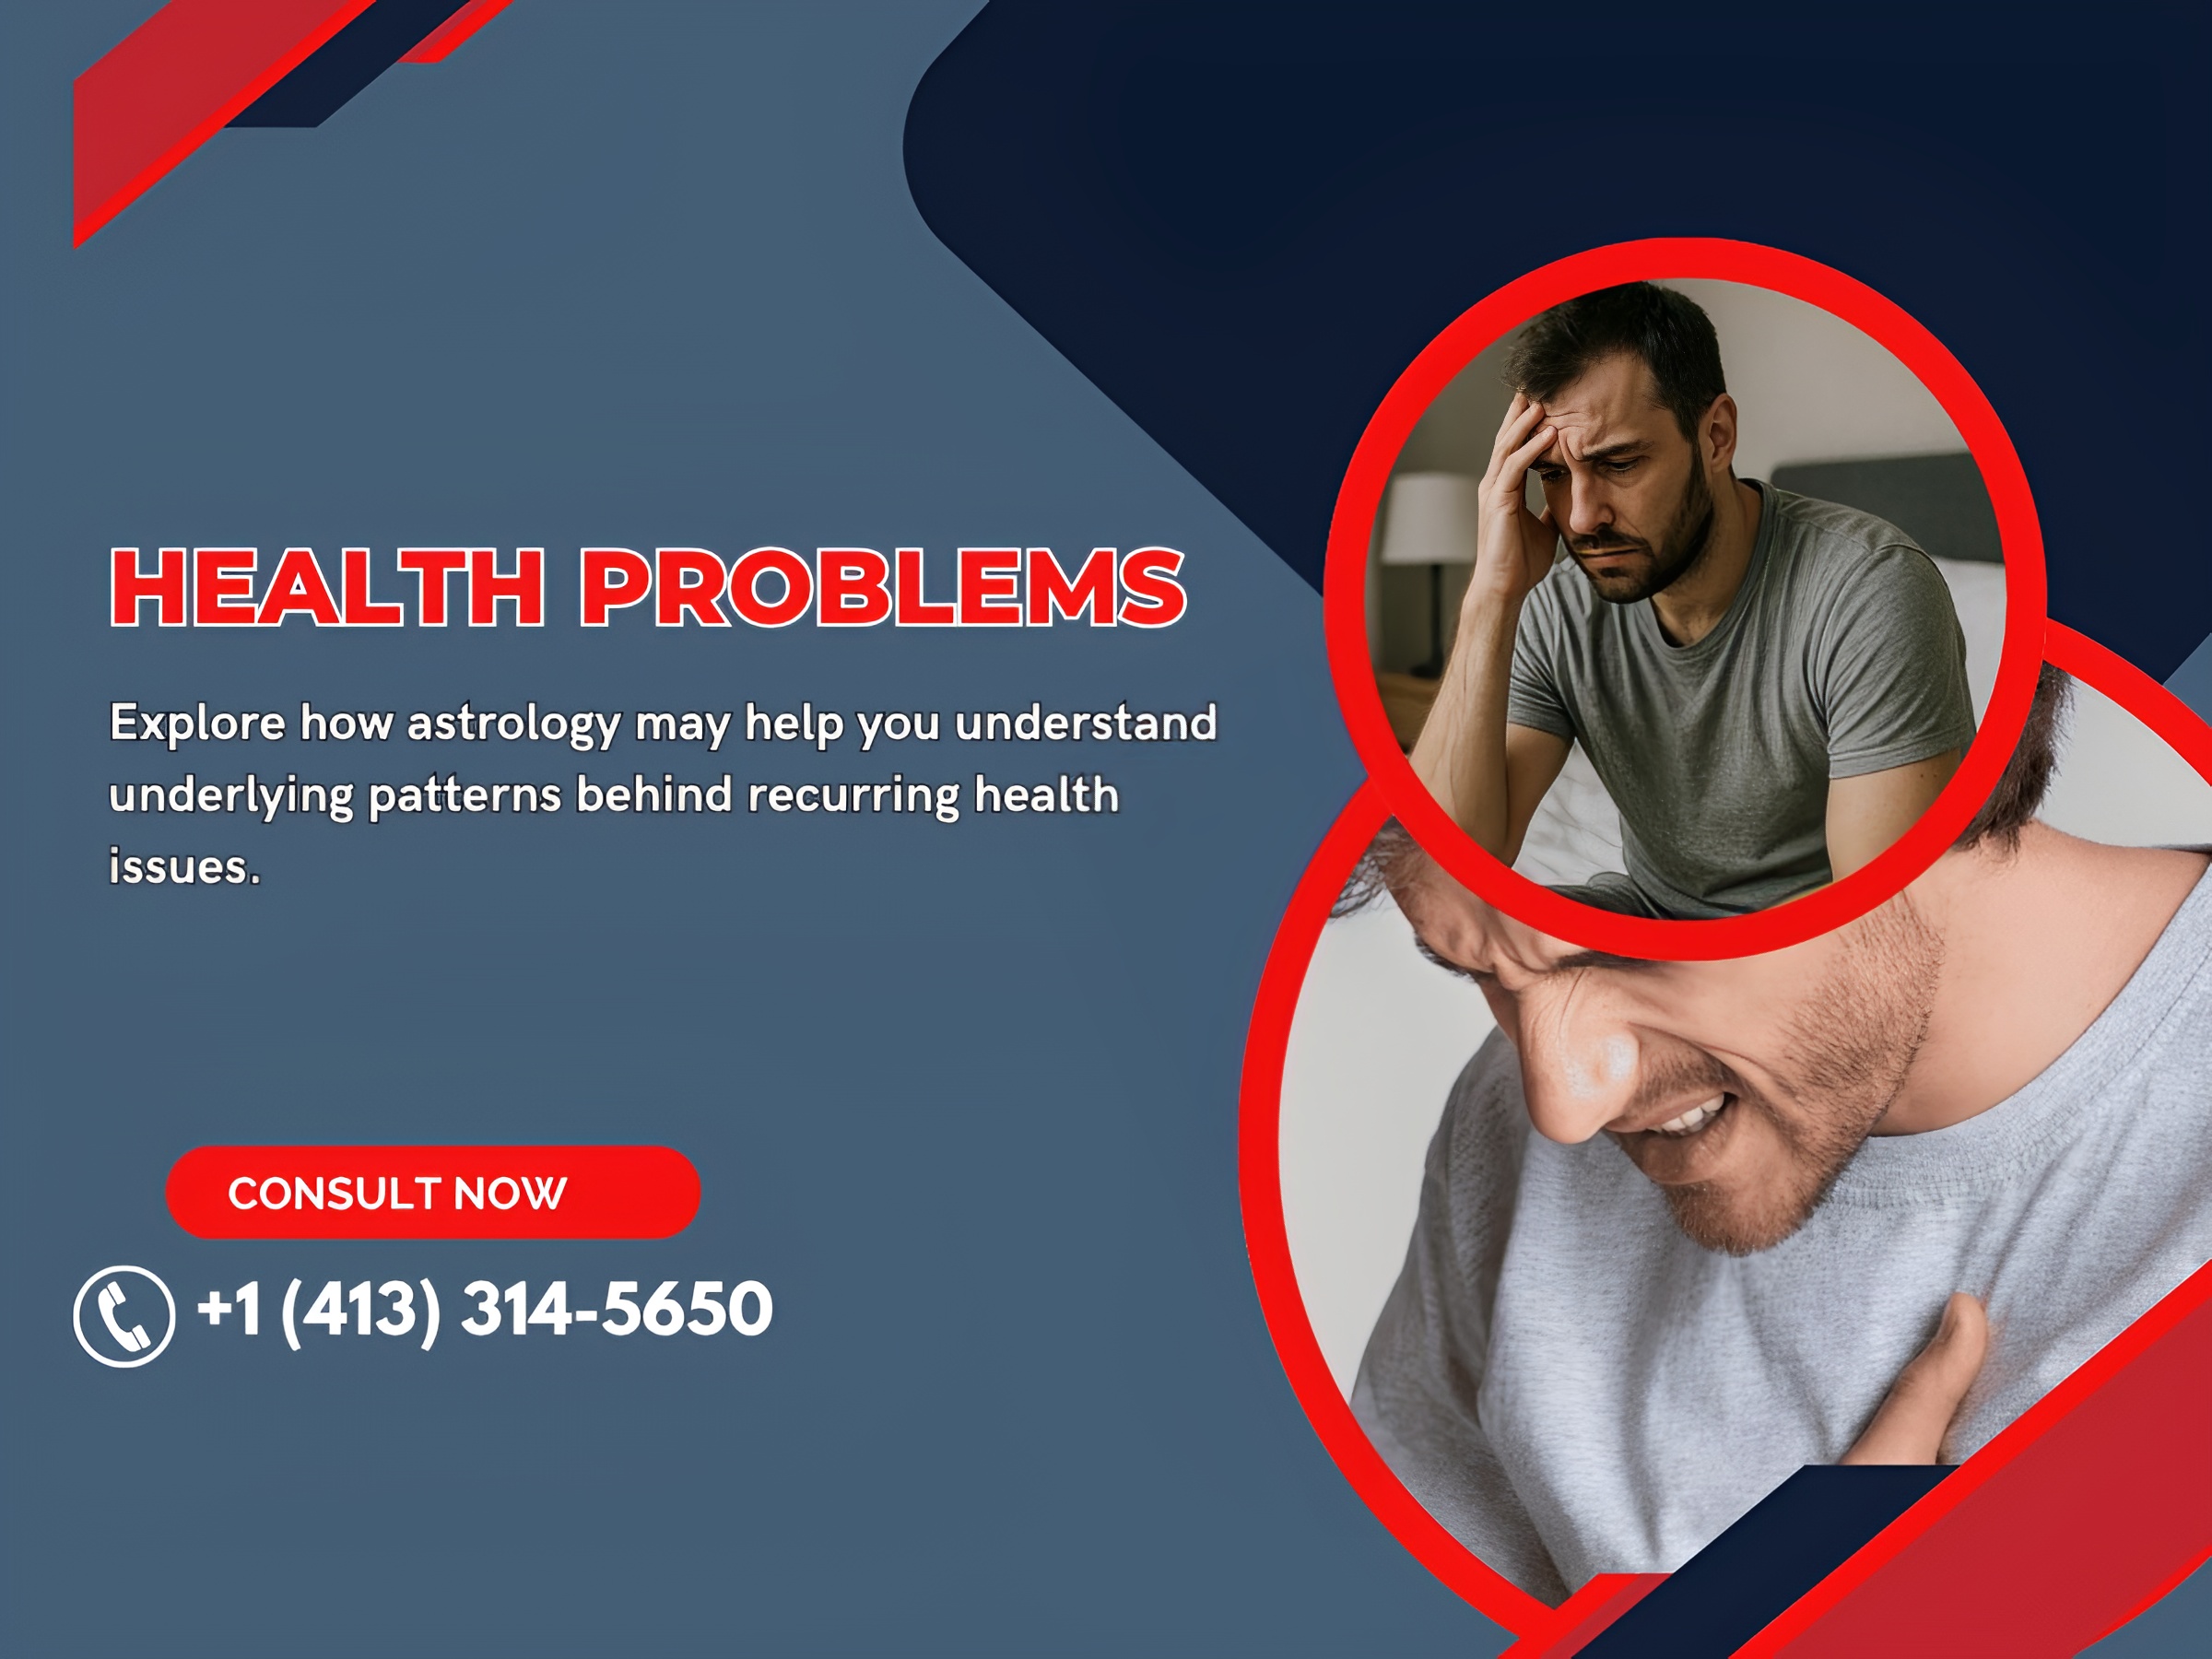 HEALTH PROBLEMS
Explore how astrology may help you understand
underlying patterns behind recurring health
issues.
CONSULT NOW
+1 (413) 314-5650